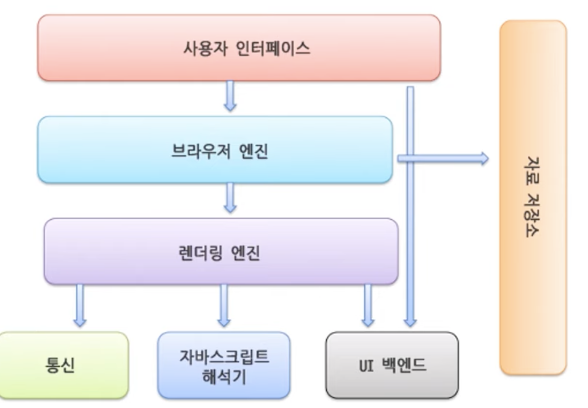 사용자 인터페이스
브라우저 엔진
자료 저장소
렌더링 엔진
통신
자바스크립트
해석기
UI 백엔드